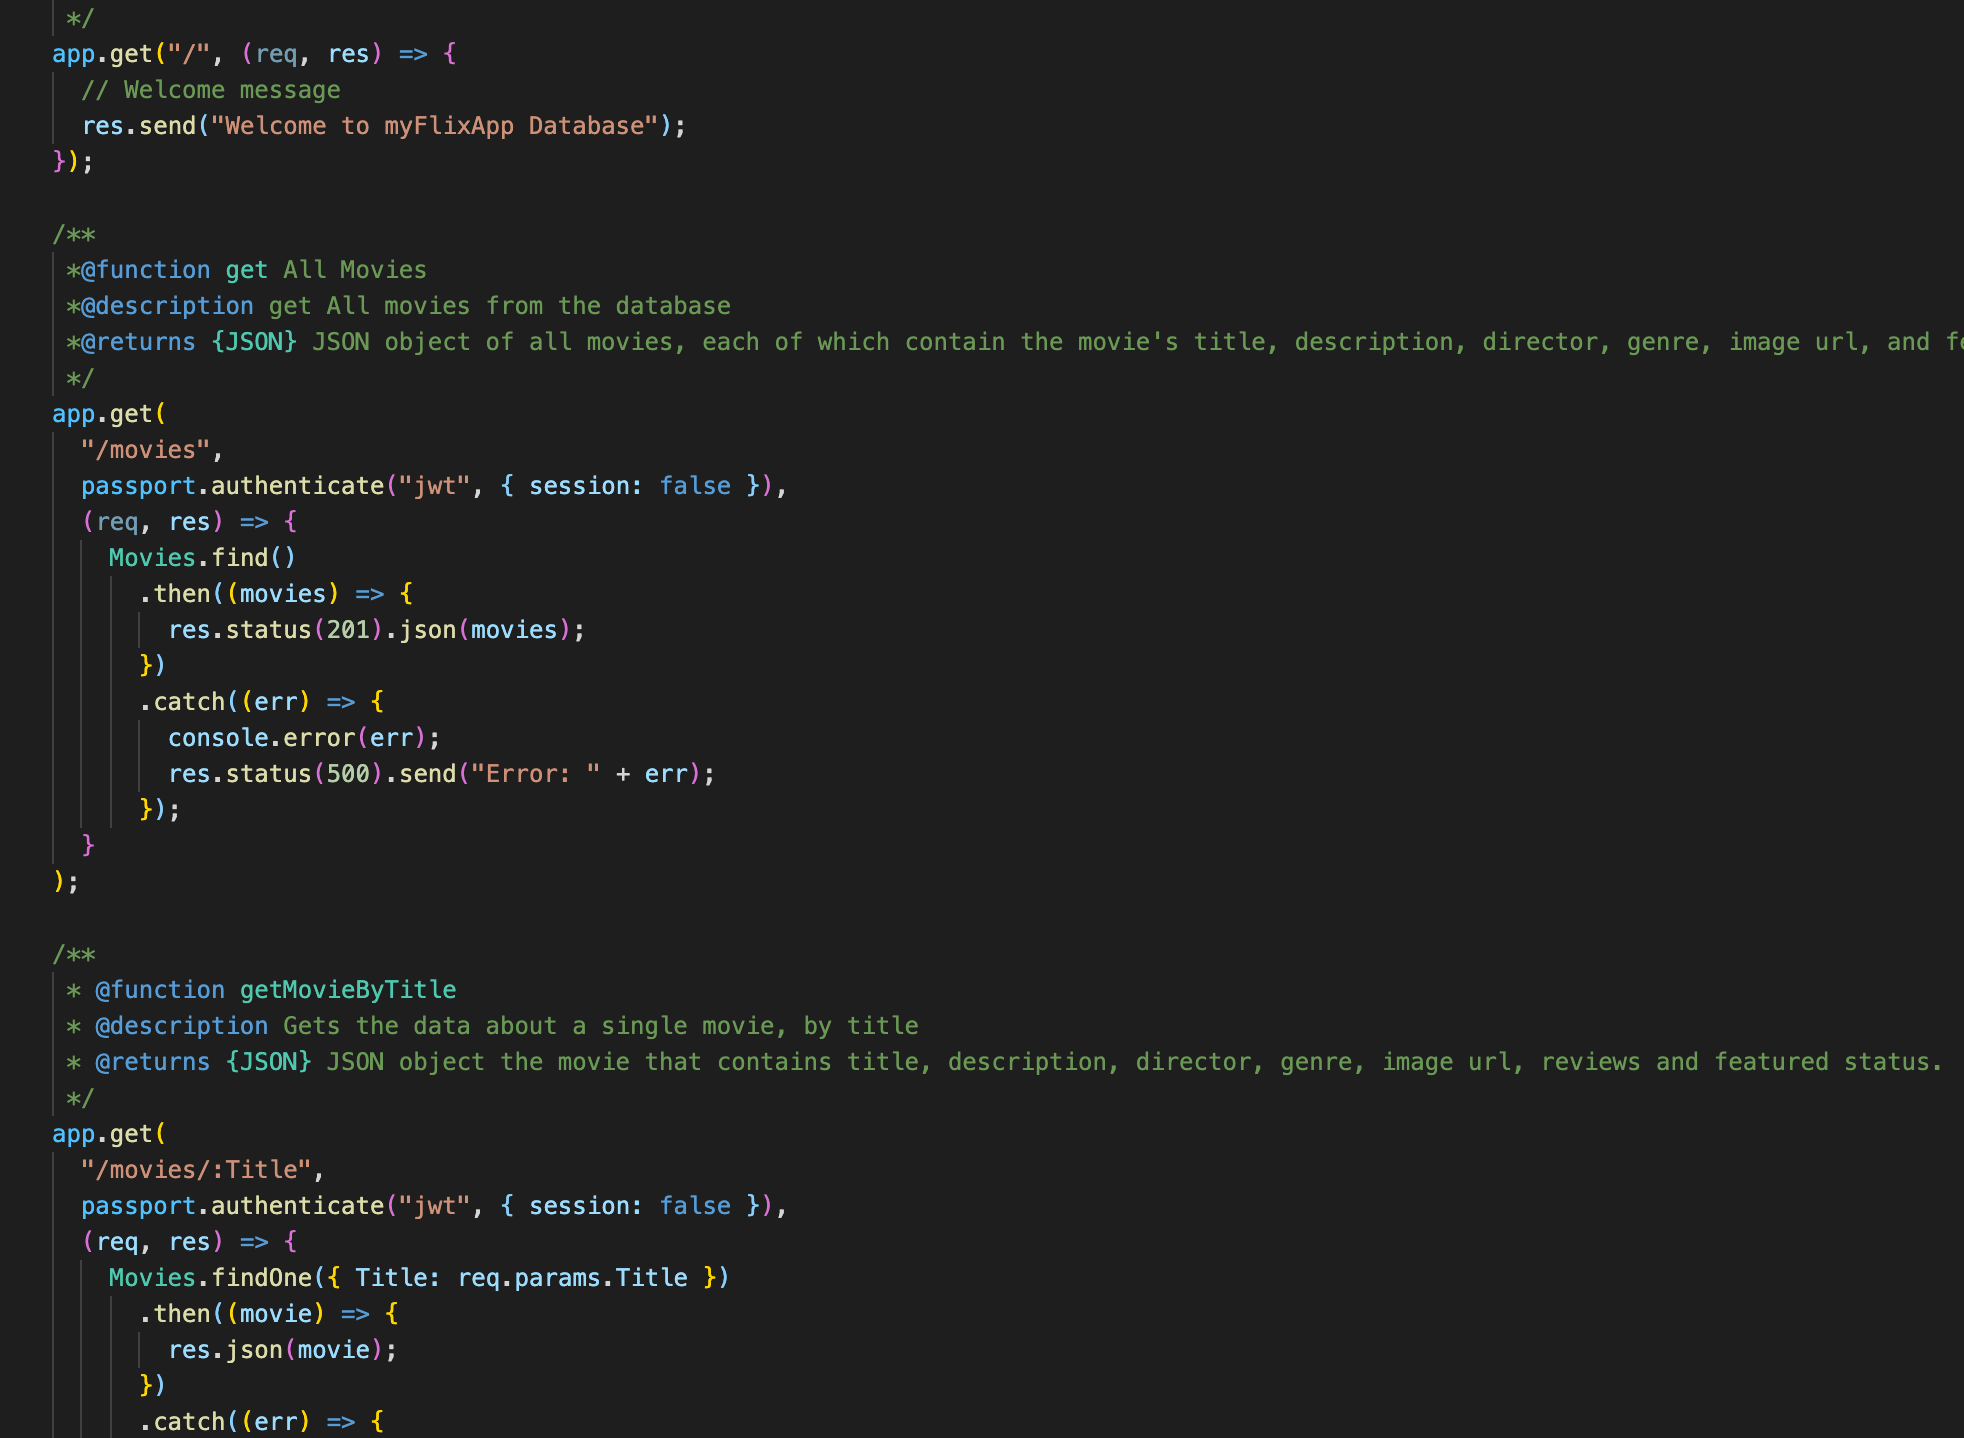 */
app.get("/", (req, res) => {
// Welcome message
res.send("Welcome to myFlixApp Database");
});
/**
*@function get All Movies
*@description get All movies from the database
*@returns {JSON} JSON object of all movies, each of which contain the movie's title, description, director, genre, image url, and
*/
app.get(
"/movies",
passport.authenticate("jwt", { session: false }),
(req, res) => {
Movies.find()
.then((movies) => {
res.status(201).json(movies);
})
.catch((err) => {
console.error(err);
res.status(500).send("Error: " + err);
});
}
);
/**
* @function getMovieByTitle
* @description Gets the data about a single movie, by title
* @returns {JSON} JSON object the movie that contains title, description, director, genre, image url, reviews and featured status.
*/
app.get(
"/movies/:Title",
passport.authenticate("jwt", { session: false }),
(req, res) => {
Movies.findOne({ Title: req.params.Title })
.then((movie) => {
res.json(movie);
})
.catch((err) => {